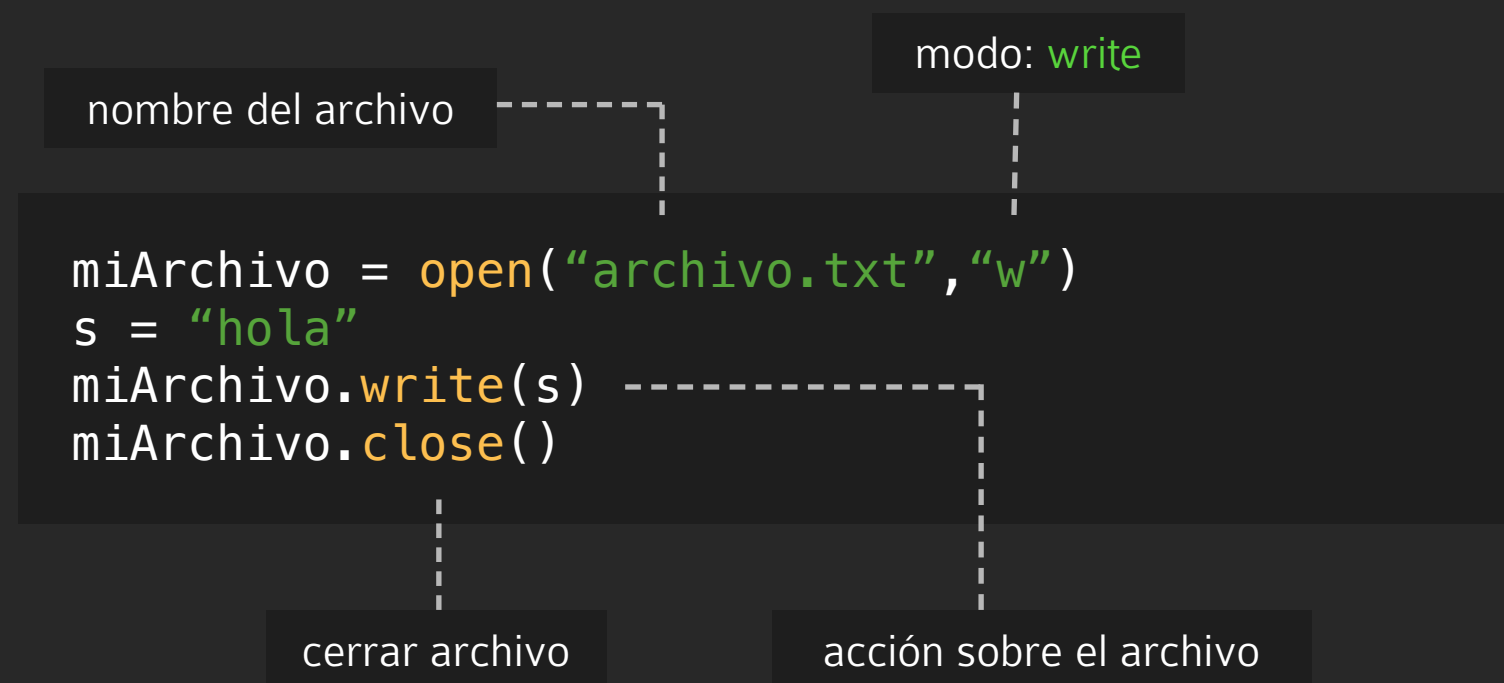 modo: write
nombre del archivo
miArchivo = open(“archivo.txt”,“w”)
s = “hola”
miArchivo.write(s)
miArchivo.close()
cerrar archivo
acción sobre el archivo